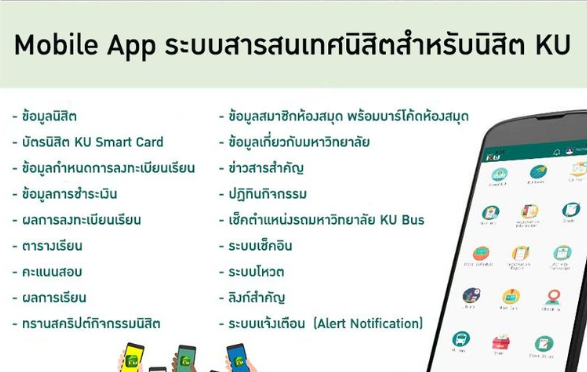 Mobile App ระบบสารสนเทศนิสิตสำหรับนิสิต KU
- ข้อมูลนิสิต
- บัตรนิสิต KU Smart Card
- ข้อมูลกำหนดการลงทะเบียนเรียน
- ข้อมูลการชำระเงิน
- ผลการลงทะเบียนเรียน
- ตารางเรียน
- คะแนนสอบ
- ผลการเรียน
- ทรานสคริปต์กิจกรรมนิสิต
- ข้อมูลสมาชิกห้องสมุด พร้อมบาร์โค้ดห้องสมุด
- ข้อมูลเกี่ยวกับมหาวิทยาลัย
- ข่าวสารสำคัญ
- ปฏิทินกิจกรรม
- เช็คตำแหน่งรถมหาวิทยาลัย KU Bus
- ระบบเช็คอิน
- ระบบโหวต
- ลิงก์สำคัญ
- ระบบแจ้งเตือน (Alert Notification)